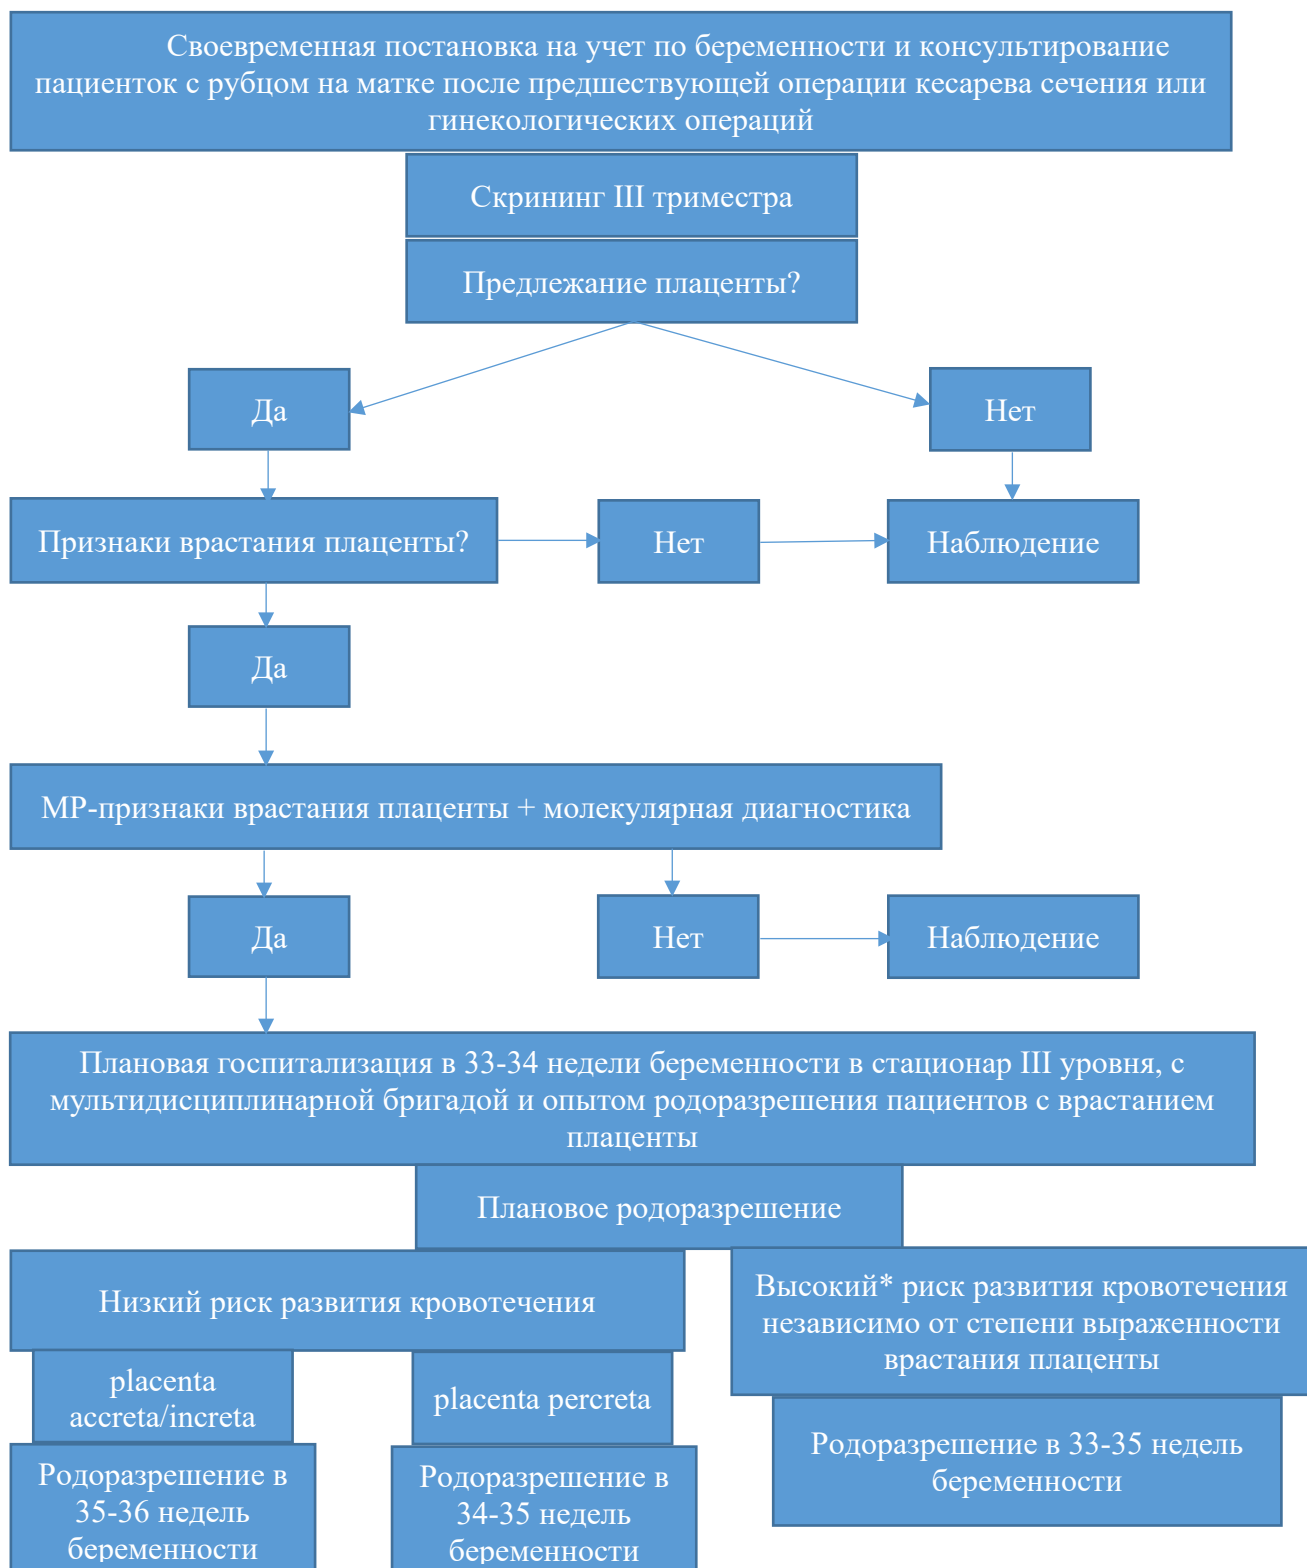 Своевременная постановка на учет по беременности и консультирование
пациенток с рубцом на матке после предшествующей операции кесарева сечения или
гинекологических операций
Скрининг III триместра
Предлежание плаценты?
Да
Нет
Признаки врастания плаценты?
Нет
Наблюдение
Да
МР-признаки врастания плаценты + молекулярная диагностика
Да
Нет
Наблюдение
Плановая госпитализация в 33-34 недели беременности в стационар III уровня, с
мультидисциплинарной бригадой и опытом родоразрешения пациентов с врастанием
плаценты
Плановое родоразрешение
Низкий риск развития кровотечения
Высокий* риск развития кровотечения
независимо от степени выраженности
врастания плаценты
placenta
accreta/increta
placenta percreta
Родоразрешение в
35-36 недель
беременности
Родоразрешение в
34-35 недель
беременности
Родоразрешение в 33-35 недель
беременности